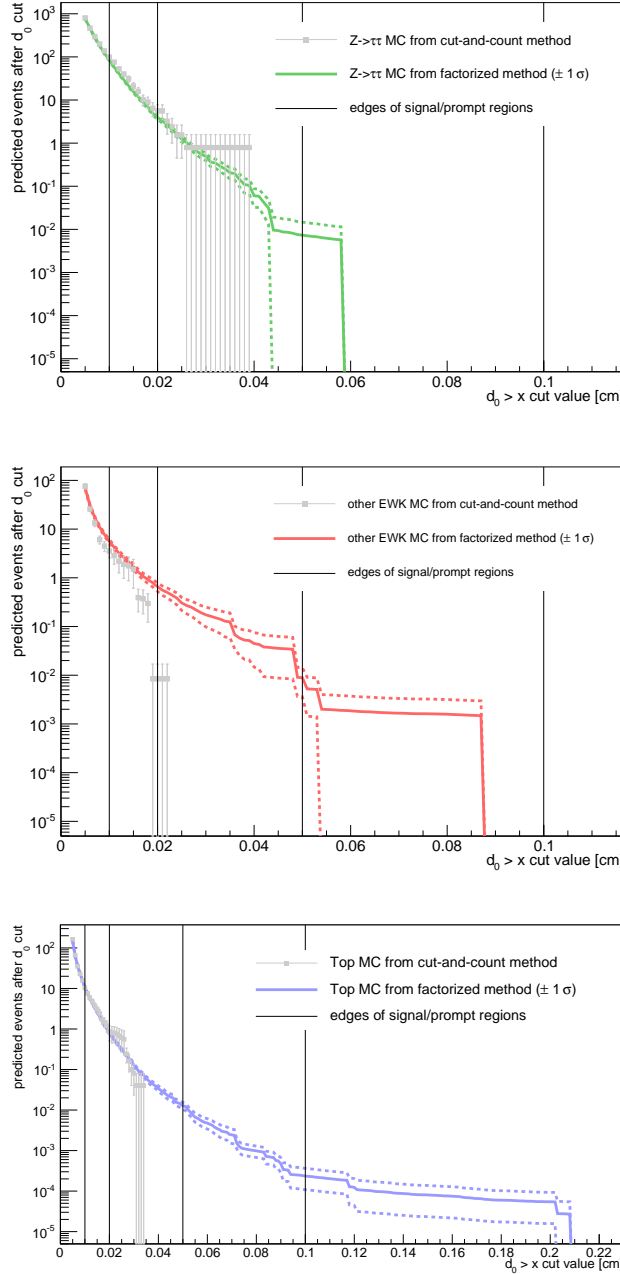 predicted events after d0 cut
10^3
10^2
10
1
10^-1
10^-2
10^-3
10^-4
10^-5
Z->ττ MC from cut-and-count method
Z->ττ MC from factorized method (± 1 σ)
edges of signal/prompt regions
0 0.02 0.04 0.06 0.08 0.1
d0 > x cut value [cm
predicted events after d0 cut
10^2
10
1
10^-1
10^-2
10^-3
10^-4
10^-5
other EWK MC from cut-and-count method
other EWK MC from factorized method (± 1 σ)
edges of signal/prompt regions
0 0.02 0.04 0.06 0.08 0.1
d0 > x cut value [cm
predicted events after d0 cut
10^2
10
1
10^-1
10^-2
10^-3
10^-4
10^-5
Top MC from cut-and-count method
Top MC from factorized method (± 1 σ)
edges of signal/prompt regions
0 0.02 0.04 0.06 0.08 0.1 0.12 0.14 0.16 0.18 0.2 0.22
d0 > x cut value [cm